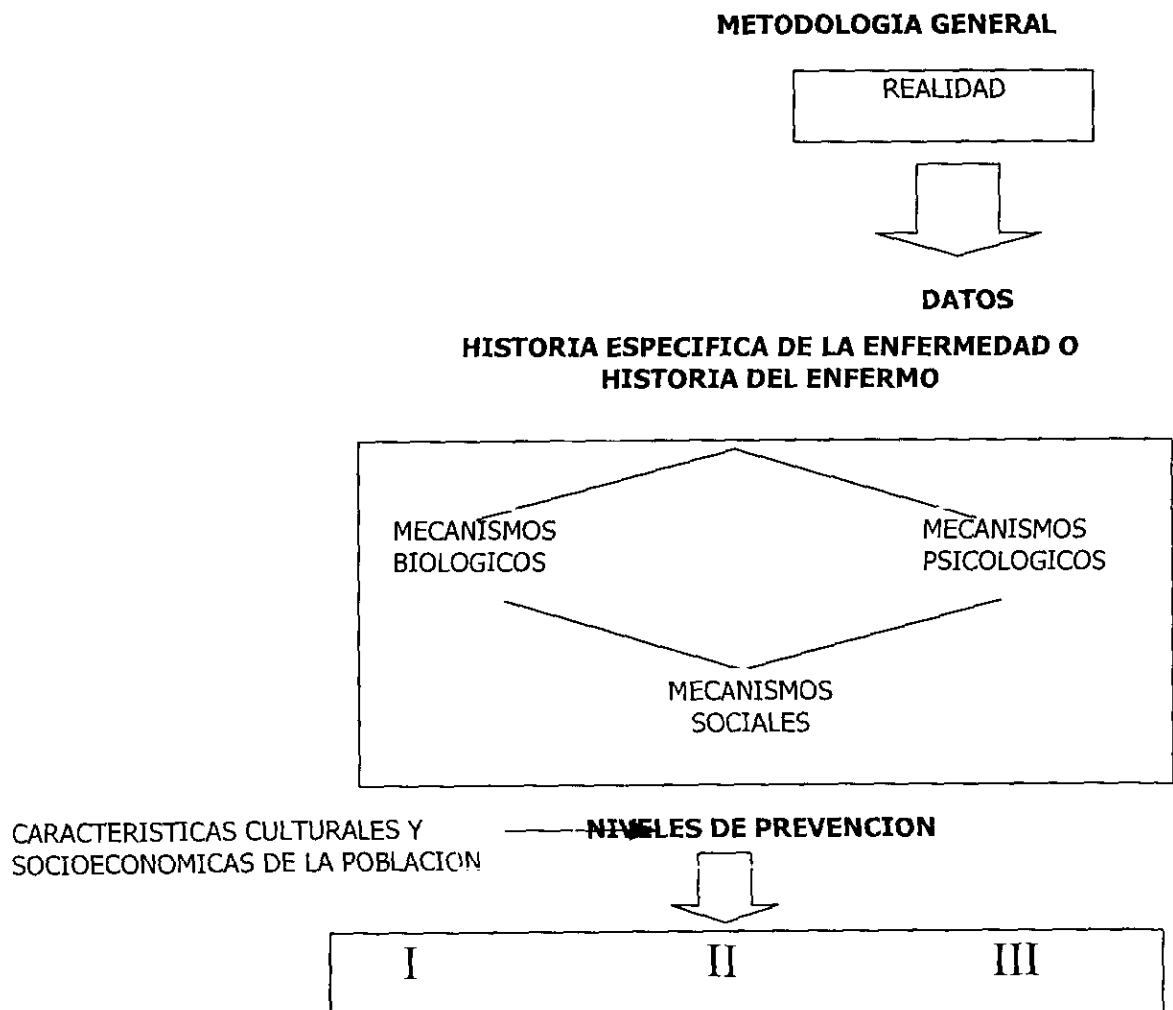 METODOLOGIA GENERAL
REALIDAD
DATOS
HISTORIA ESPECIFICA DE LA ENFERMEDAD O
HISTORIA DEL ENFERMO
MECANISMOS
BIOLOGICOS
MECANISMOS
PSICOLOGICOS
MECANISMOS
SOCIALES
CARACTERISTICAS CULTURALES Y
SOCIOECONOMICAS DE LA POBLACION
NIVELES DE PREVENCION
I II III